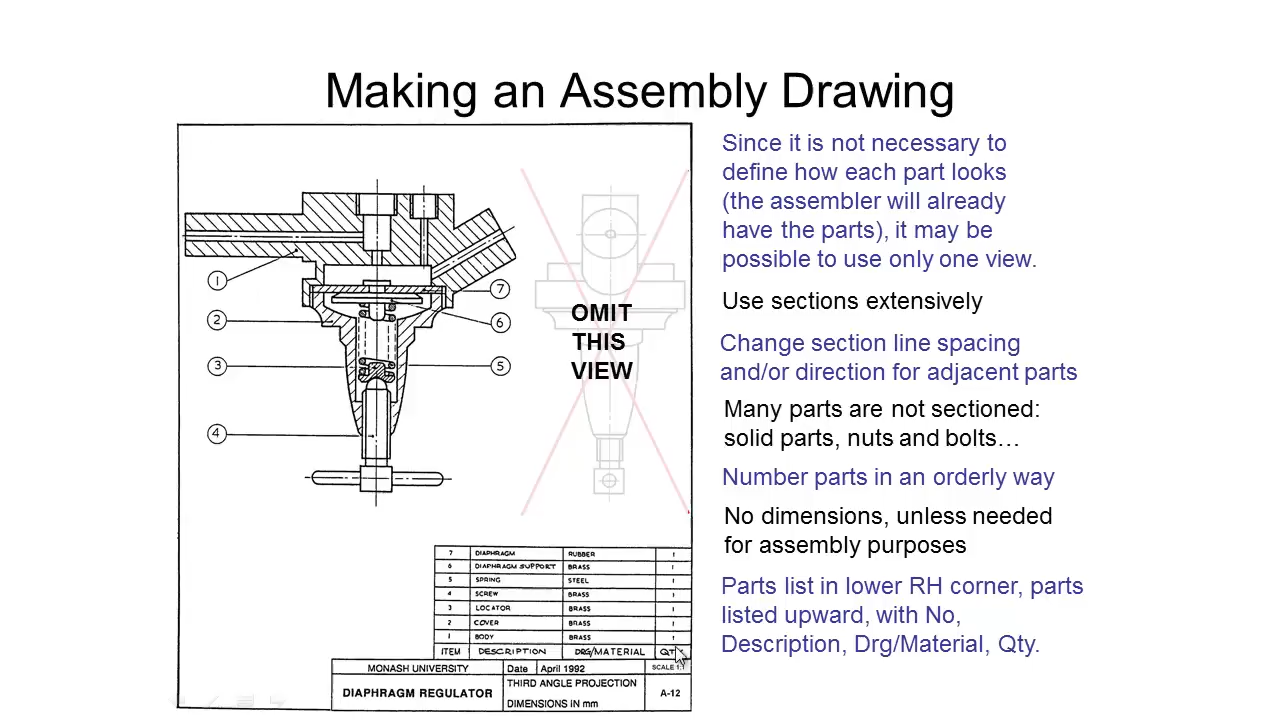 Making an Assembly Drawing
Since it is not necessary to
define how each part looks
(the assembler will already
have the parts), it may be
possible to use only one view.
Use sections extensively
Change section line spacing
and/or direction for adjacent parts
Many parts are not sectioned:
solid parts, nuts and bolts…
Number parts in an orderly way
No dimensions, unless needed
for assembly purposes
Parts list in lower RH corner, parts
listed upward, with No,
Description, Drg/Material, Qty.
1
2
3
4
7
6
5
OMIT
THIS
VIEW
7 DIAPHRAGM RUBBER 1
6 DIAPHRAGM SUPPORT BRASS 1
5 SPRING STEEL 1
4 SCREW BRASS 1
3 LOCATOR BRASS 1
2 COVER BRASS 1
1 BODY BRASS 1
ITEM DESCRIPTION DRG/MATERIAL
MONASH UNIVERSITY Date April 1992 SCALE 1:1
DIAPHRAGM REGULATOR THIRD ANGLE PROJECTION A-12
DIMENSIONS IN mm